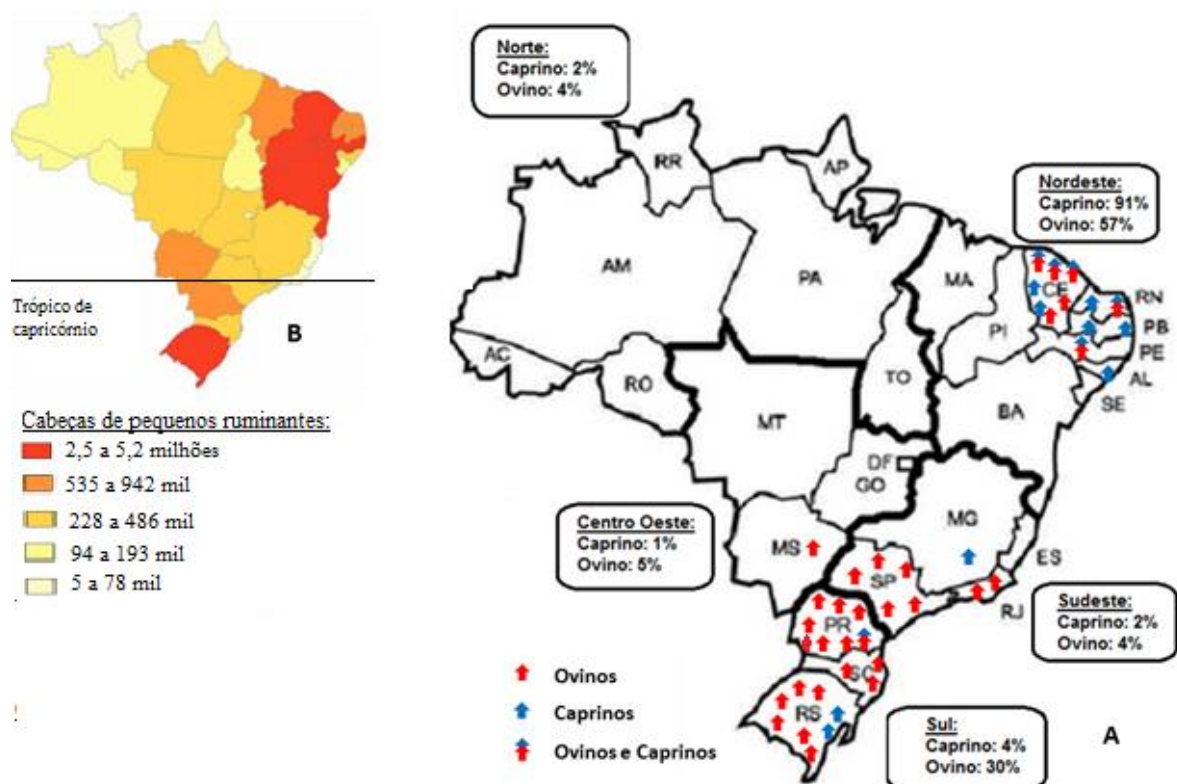 Trópico de
capricórnio
B
Cabeças de pequenos ruminantes:
2,5 a 5,2 milhões
535 a 942 mil
228 a 486 mil
94 a 193 mil
5 a 78 mil
Norte:
Caprino: 2%
Ovino: 4%
Nordeste:
Caprino: 91%
Ovino: 57%
RR
AP
AM
PA
MA
CE
RN
PB
PI
PE
AC
AL
RO
TO
SE
BA
MT
DF
GO
Centro Oeste:
Caprino: 1%
Ovino: 5%
MG
MS
ES
SP
RJ
Sudeste:
Caprino: 2%
Ovino: 4%
PR
SC
RS
Ovinos
Caprinos
Ovinos e Caprinos
Sul:
Caprino: 4%
Ovino: 30%
A